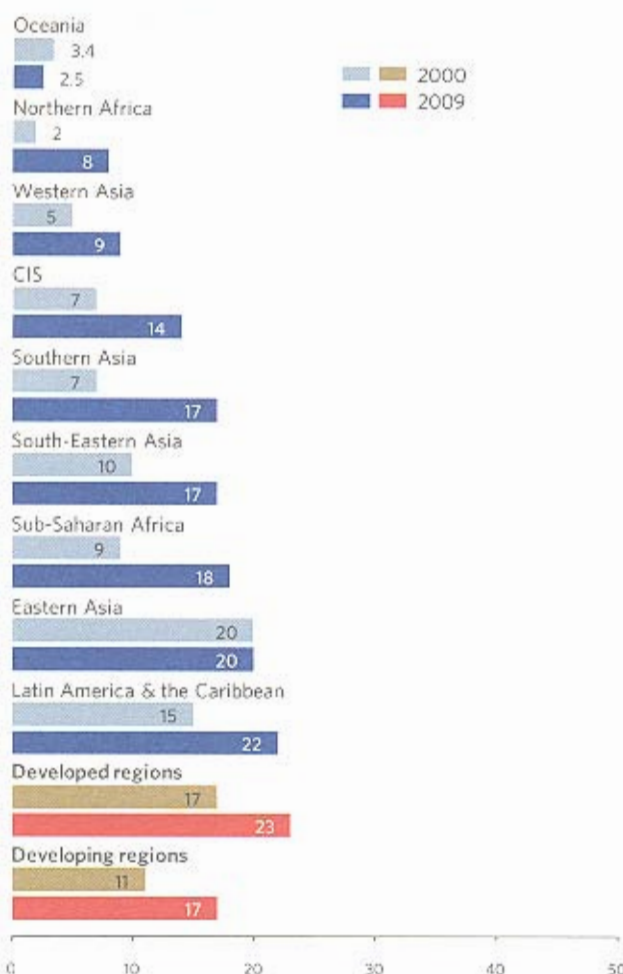 Oceania
3.4
2000
2.5
2009
Northern Africa
2
8
Western Asia
5
9
CIS
7
14
Southern Asia
7
17
South-Eastern Asia
10
17
Sub-Saharan Africa
9
18
Eastern Asia
20
20
Latin America & the Caribbean
15
22
Developed regions
17
23
Developing regions
11
17
0 10 20 30 40 50